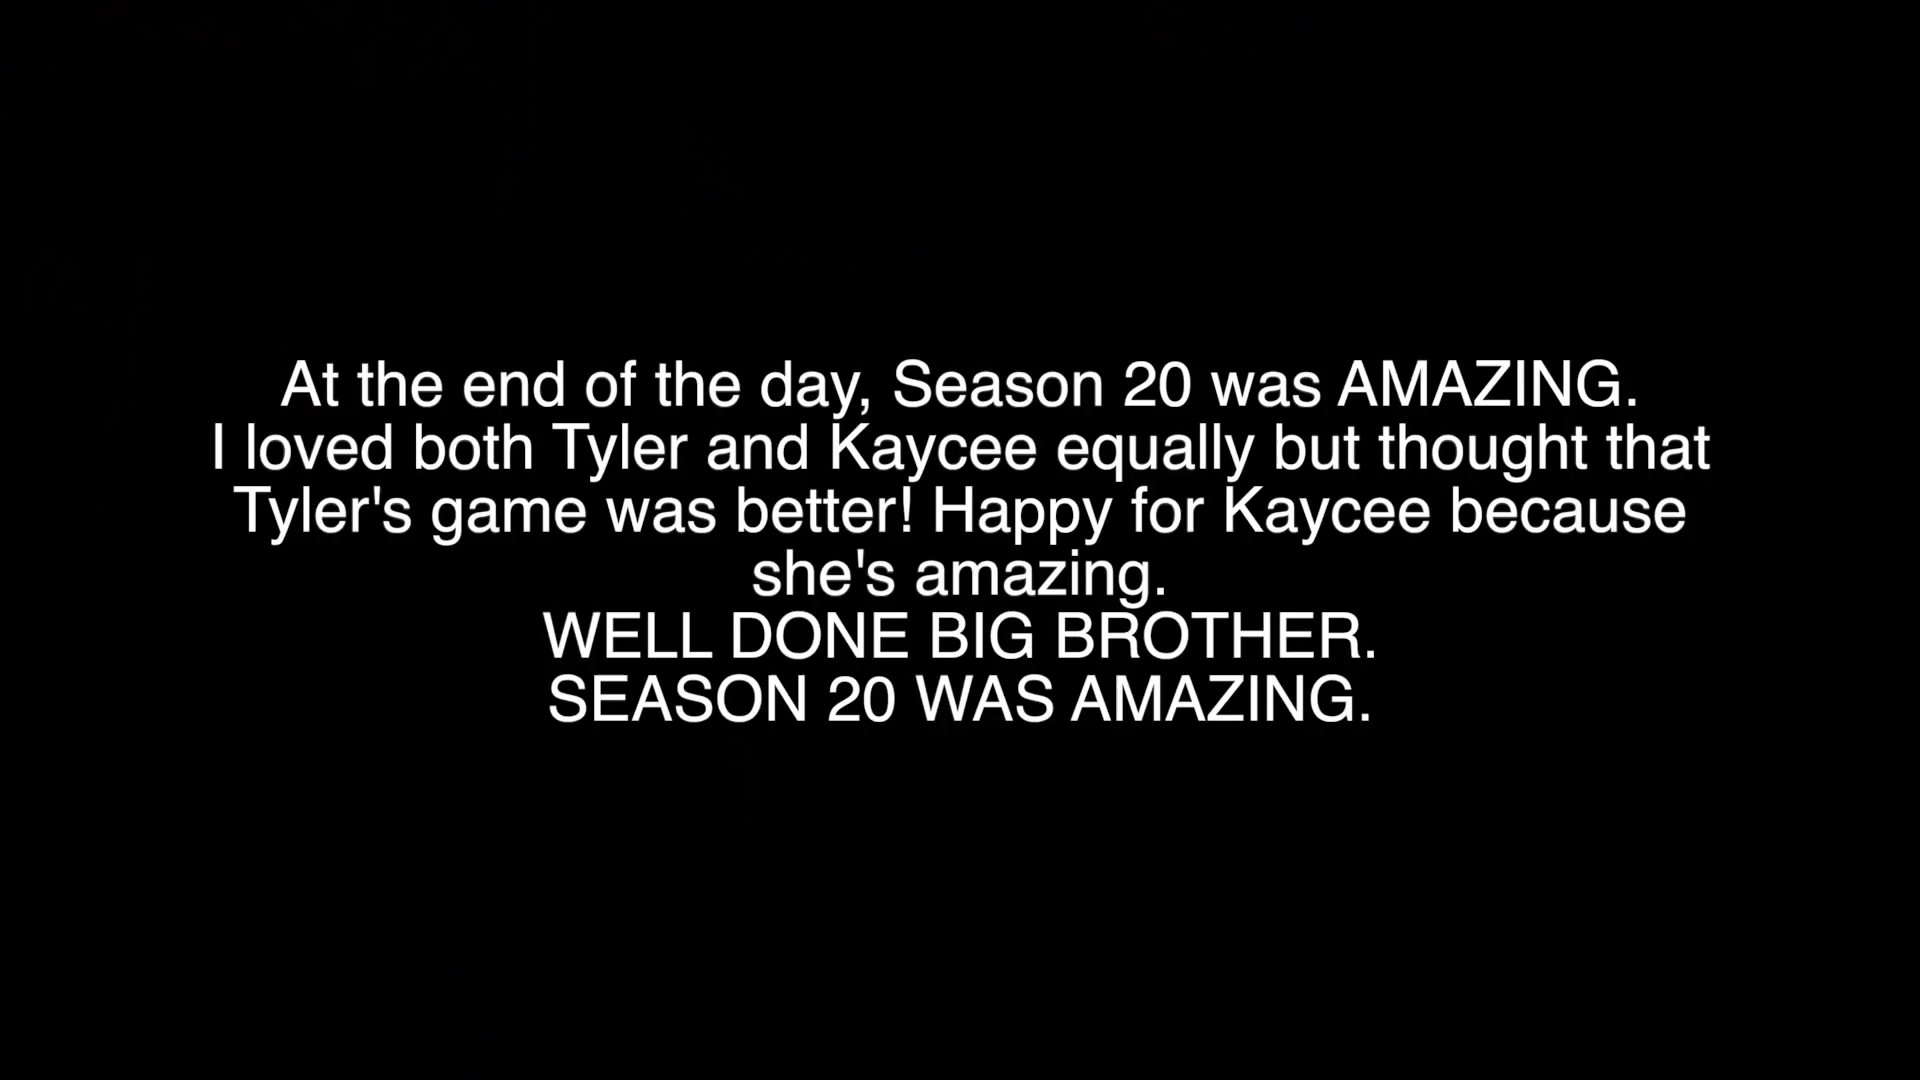 At the end of the day, Season 20 was AMAZING.
I loved both Tyler and Kaycee equally but thought that
Tyler's game was better! Happy for Kaycee because
she's amazing.
WELL DONE BIG BROTHER.
SEASON 20 WAS AMAZING.